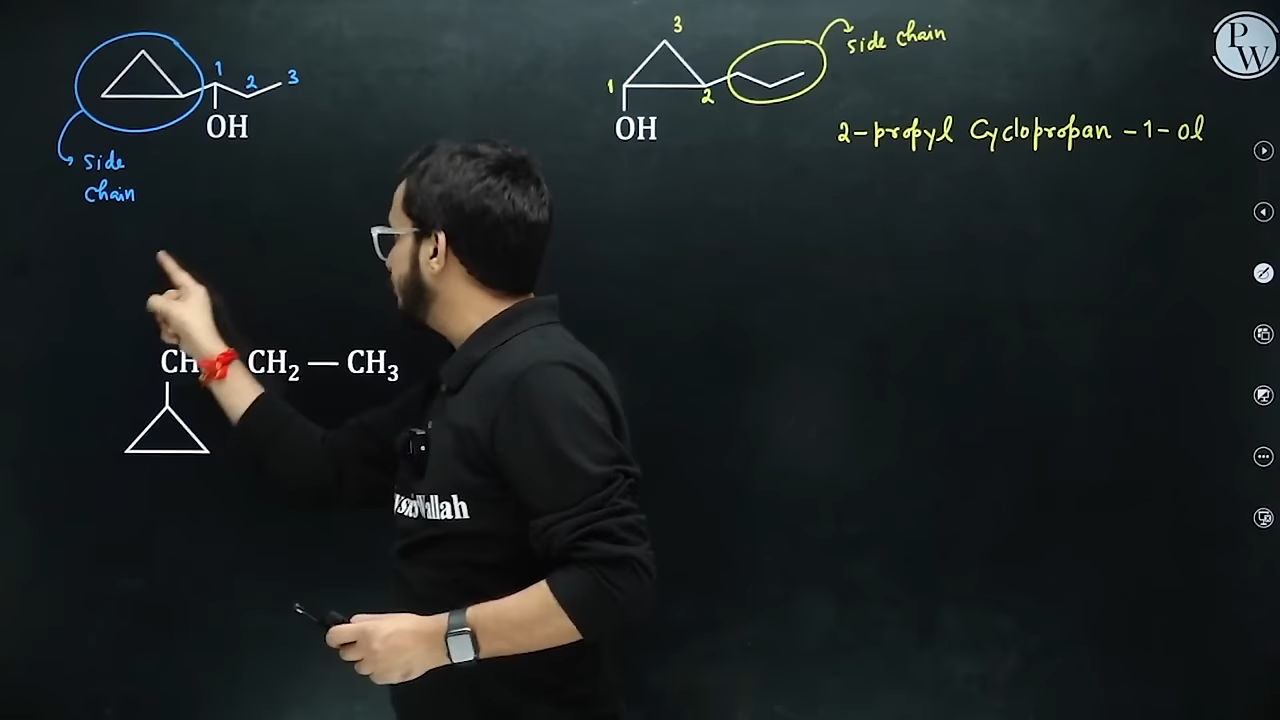 1 2 3
OH
side
chain
3
1
2
OH
side chain
2-propyl Cyclopropan-1-ol
CH CH₂ — CH₃
PW